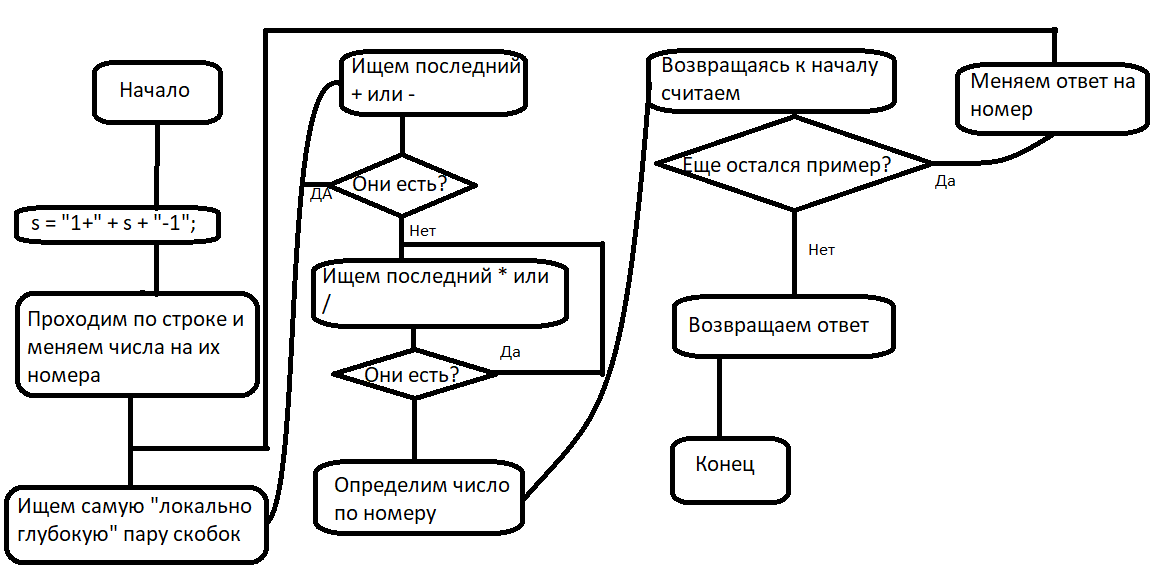 Начало
s = "1+" + s + "-1";
Проходим по строке и
меняем числа на их
номера
Ищем самую "локально
глубокую" пару скобок
Ищем последний
+ или -
Они есть?
ДА
Нет
Ищем последний * или
/
Они есть?
Да
Определим число
по номеру
Возвращаясь к началу
считаем
Еще остался пример?
Да
Нет
Меняем ответ на
номер
Возвращаем ответ
Конец